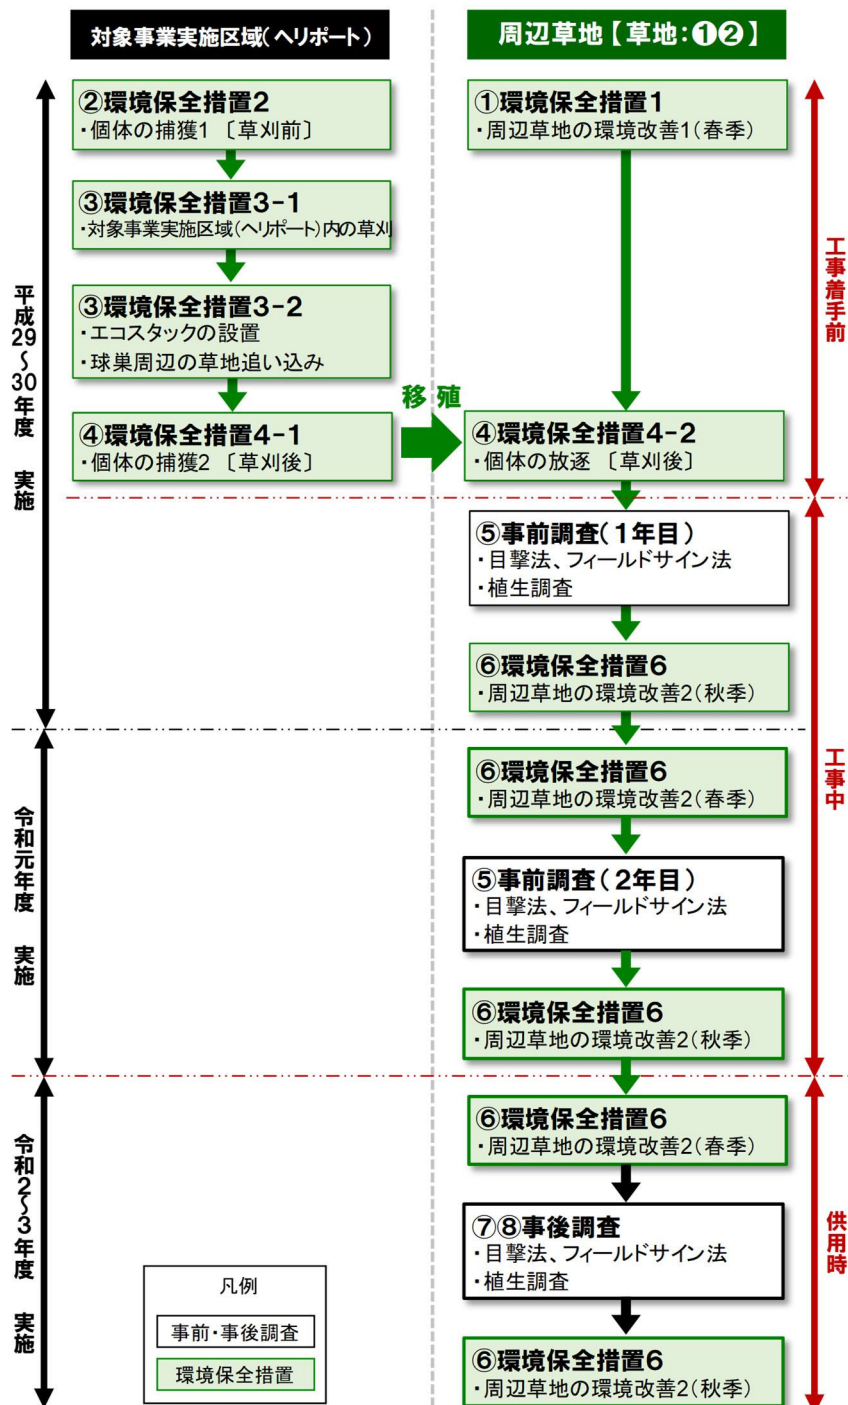 対象事業実施区域(ヘリポート)
周辺草地【草地:❶❷】
②環境保全措置2
・個体の捕獲1 〔草刈前〕
①環境保全措置1
・周辺草地の環境改善1(春季)
③環境保全措置3-1
・対象事業実施区域(ヘリポート)内の草刈
③環境保全措置3-2
・エコスタックの設置
・球巣周辺の草地追い込み
移 殖
④環境保全措置4-1
・個体の捕獲2 〔草刈後〕
④環境保全措置4-2
・個体の放逐 〔草刈後〕
平成29~30年度 実施
工事着手前
⑤事前調査(1年目)
・目撃法、フィールドサイン法
・植生調査
⑥環境保全措置6
・周辺草地の環境改善2(秋季)
⑥環境保全措置6
・周辺草地の環境改善2(春季)
⑤事前調査(2年目)
・目撃法、フィールドサイン法
・植生調査
⑥環境保全措置6
・周辺草地の環境改善2(秋季)
令和元年度 実施
工事中
⑥環境保全措置6
・周辺草地の環境改善2(春季)
⑦⑧事後調査
・目撃法、フィールドサイン法
・植生調査
⑥環境保全措置6
・周辺草地の環境改善2(秋季)
令和2~3年度 実施
供用時
凡例
事前・事後調査
環境保全措置